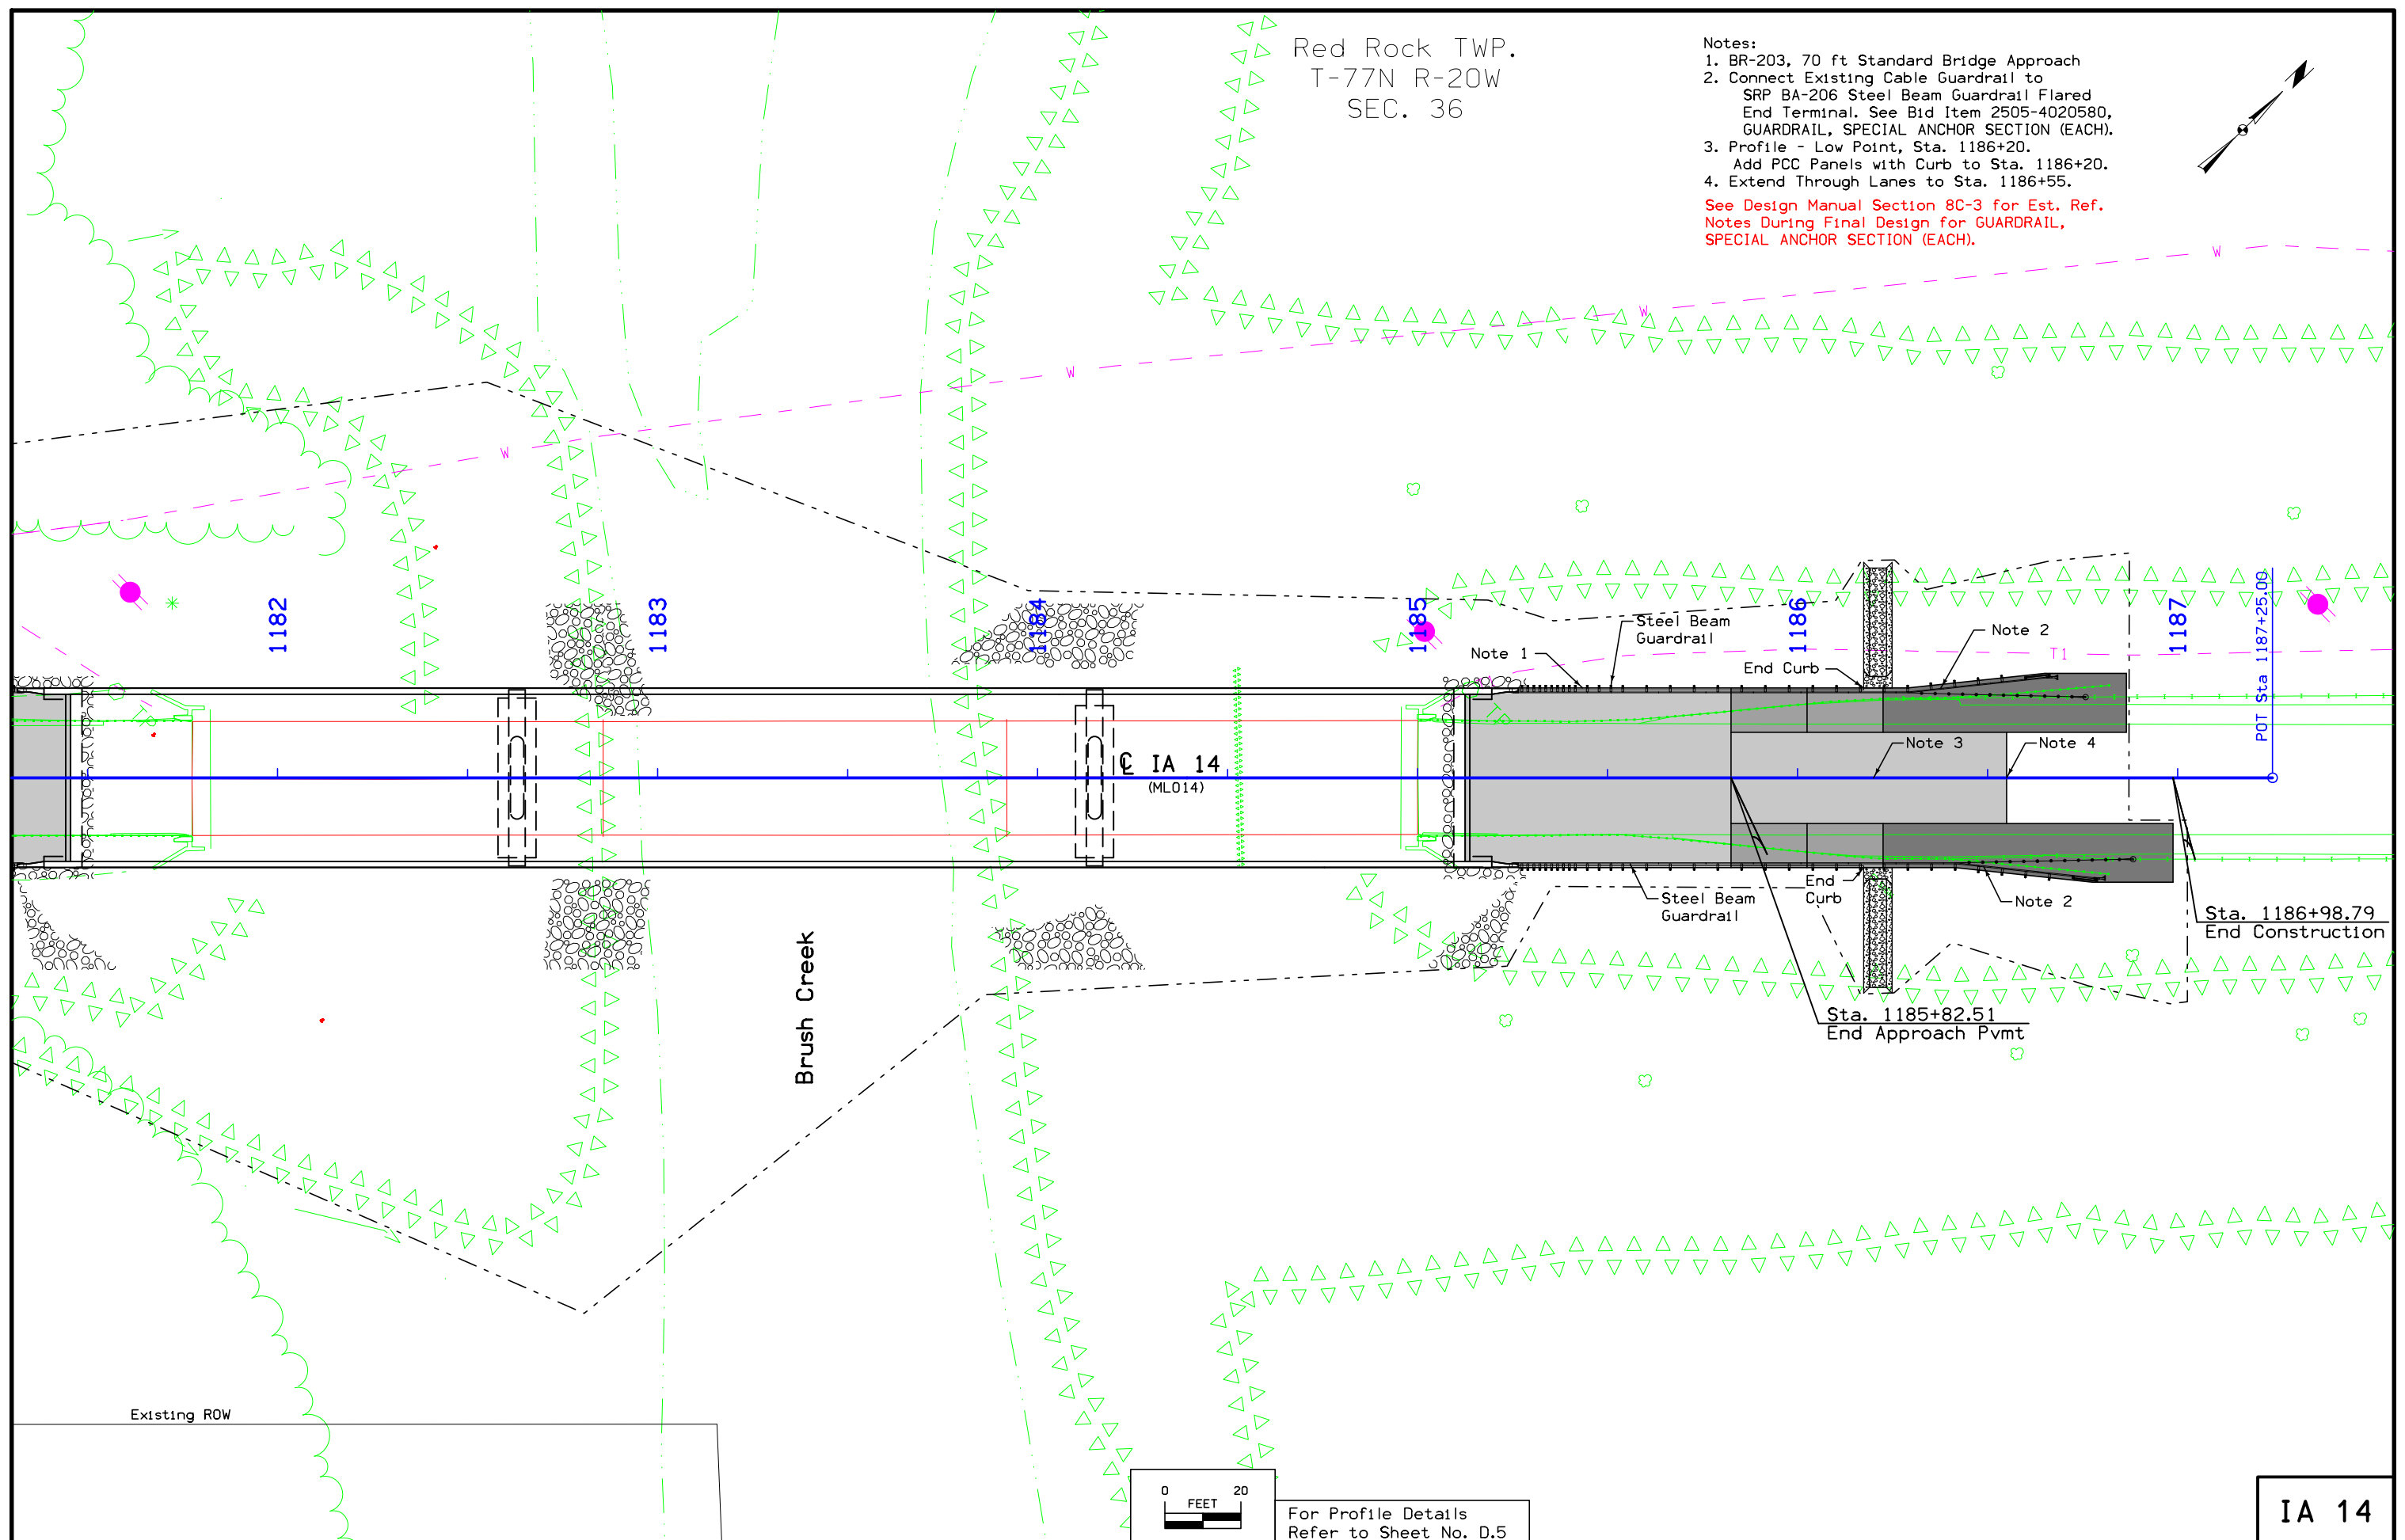 Red Rock TWP.
T-77N R-20W
SEC. 36
Notes:
1. BR-203, 70 ft Standard Bridge Approach
2. Connect Existing Cable Guardrail to
SRP BA-206 Steel Beam Guardrail Flared
End Terminal. See Bid Item 2505-4020580,
GUARDRAIL, SPECIAL ANCHOR SECTION (EACH).
3. Profile - Low Point, Sta. 1186+20.
Add PCC Panels with Curb to Sta. 1186+20.
4. Extend Through Lanes to Sta. 1186+55.
See Design Manual Section 8C-3 for Est. Ref.
Notes During Final Design for GUARDRAIL,
SPECIAL ANCHOR SECTION (EACH).
W
W
W
W
1182
1183
1184
1185
1186
1187
POT Sta 1187+25.00
Steel Beam
Guardrail
Note 1
End Curb
Note 2
T1
Note 3
Note 4
℄ IA 14
(ML014)
End
Curb
Steel Beam
Guardrail
Note 2
Sta. 1186+98.79
End Construction
Sta. 1185+82.51
End Approach Pvmt
Brush Creek
Existing ROW
0 20
FEET
For Profile Details
Refer to Sheet No. D.5
IA 14